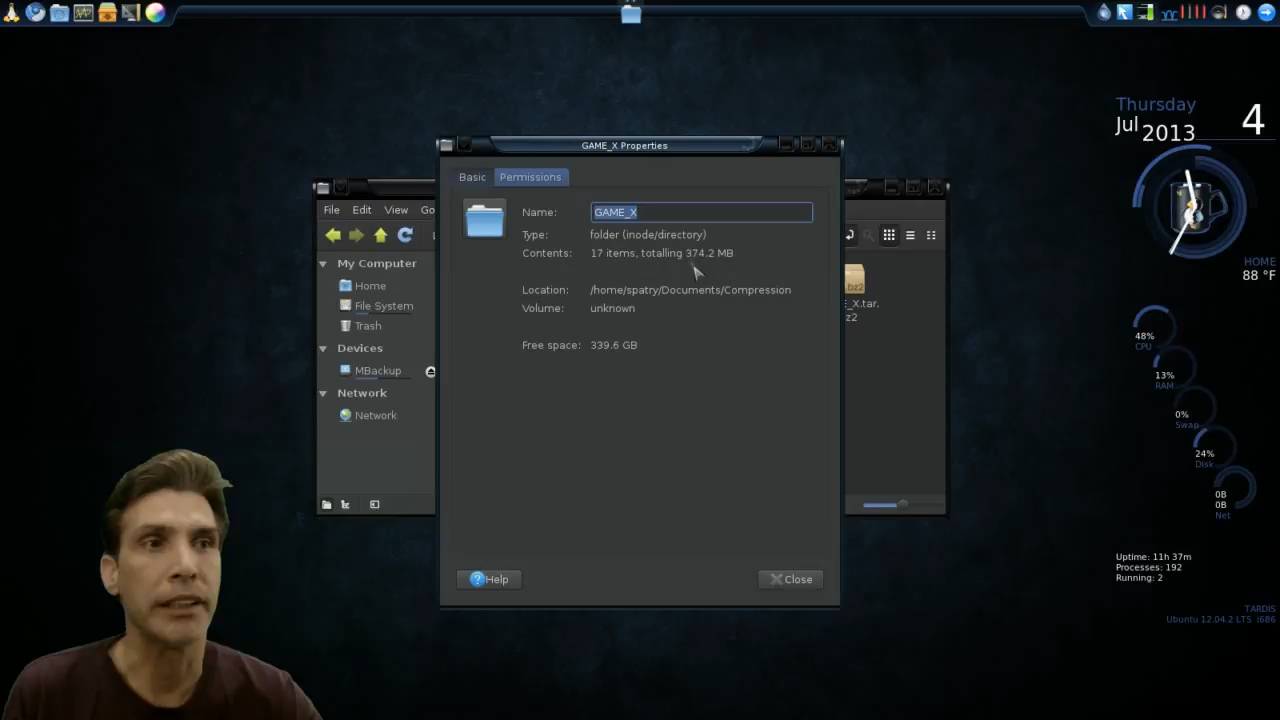 Thursday
Jul 2013 4
HOME
88 °F
48%
CPU
13%
RAM
0%
Swap
24%
Disk
0B
0B
Net
Uptime: 11h 37m
Processes: 192
Running: 2
TARDIS
Ubuntu 12.04.2 LTS i686
GAME_X Properties
Basic Permissions
Name: GAME_X
Type: folder (inode/directory)
Contents: 17 items, totalling 374.2 MB
Location: /home/spatry/Documents/Compression
Volume: unknown
Free space: 339.6 GB
Help Close
File Edit View Go
My Computer
Home
File System
Trash
Devices
MBackup
Network
Network
.bz2
E_X.tar.
z2